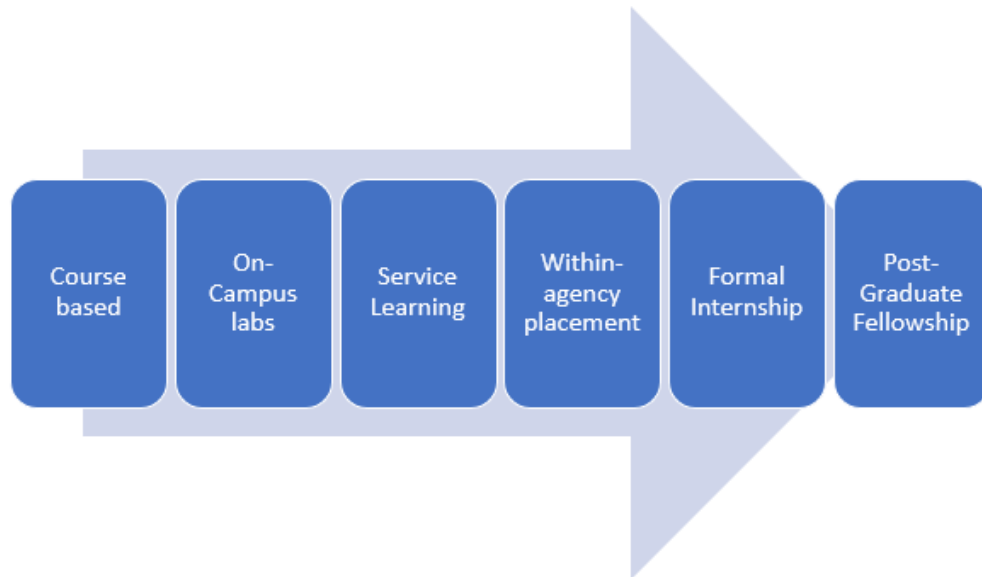 Course
based
On-
Campus
labs
Service
Learning
Within-
agency
placement
Formal
Internship
Post-
Graduate
Fellowship